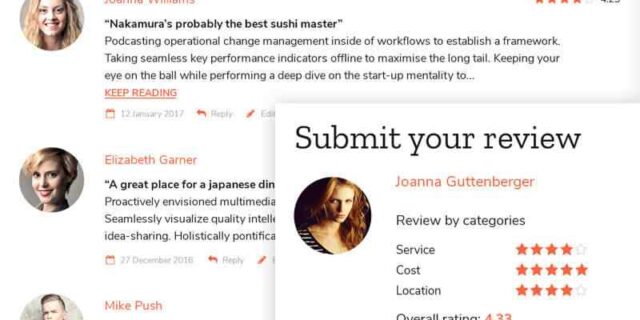 Joanna Williams
4.25
“Nakamura’s probably the best sushi master”
Podcasting operational change management inside of workflows to establish a framework.
Taking seamless key performance indicators offline to maximise the long tail. Keeping your
eye on the ball while performing a deep dive on the start-up mentality to...
KEEP READING
12 January 2017 Reply Edit
Elizabeth Garner
“A great place for a japanese din
Proactively envisioned multimedia
Seamlessly visualize quality intelle
idea-sharing. Holistically pontifica
27 December 2016 Reply
Mike Push
Submit your review
Joanna Guttenberger
Review by categories
Service
Cost
Location
Overall rating: 4.33